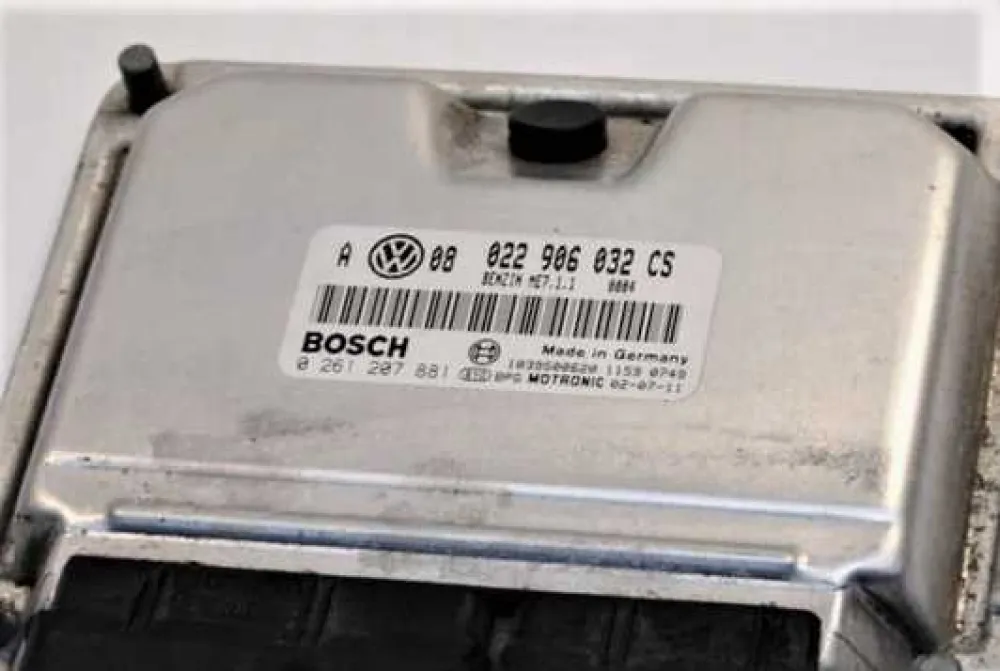 A 08 022 906 032 CS
BENZIN ME7.1.1 0004
BOSCH Made in Germany
1039S00620 1159 0749
0 261 207 881 BPG MOTRONIC 02-07-11